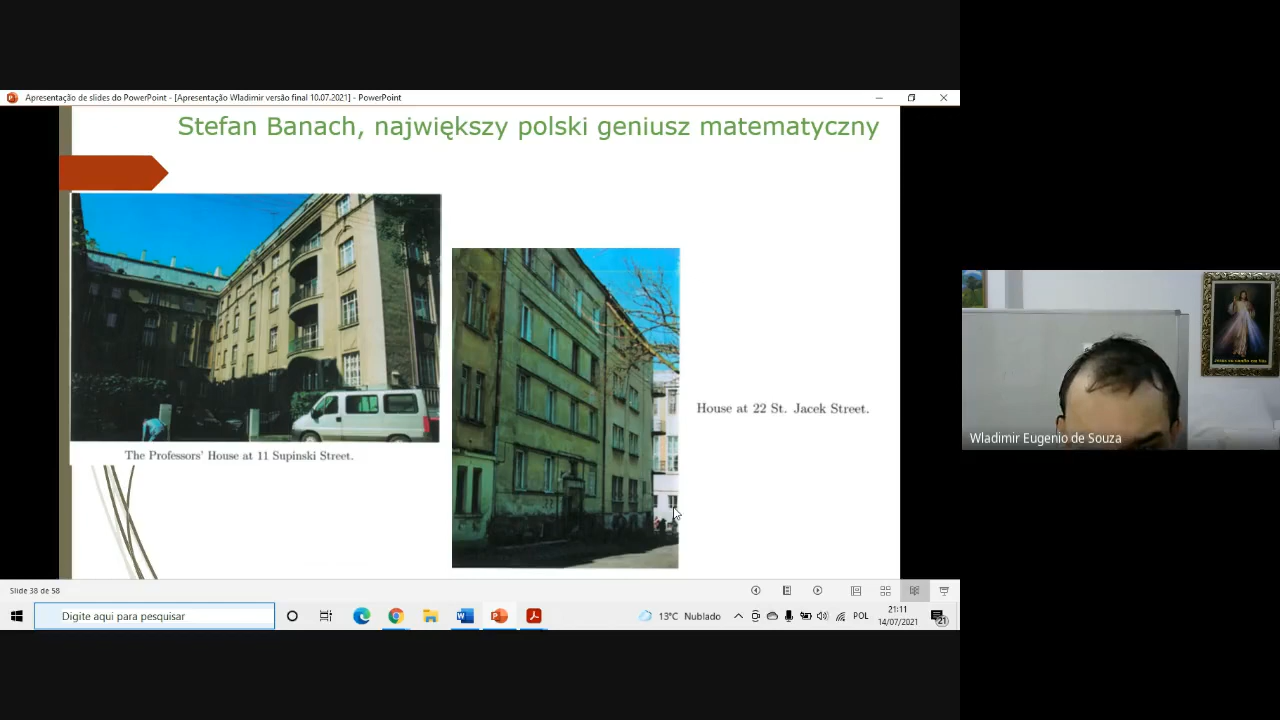 Apresentação de slides do PowerPoint - [Apresentação Wladimir versão final 10.07.2021] - PowerPoint
Stefan Banach, największy polski geniusz matematyczny
House at 22 St. Jacek Street.
The Professors' House at 11 Supinski Street.
Wladimir Eugenio de Souza
Slide 38 de 58
Digite aqui para pesquisar
13°C Nublado
POL
21:11
14/07/2021
21